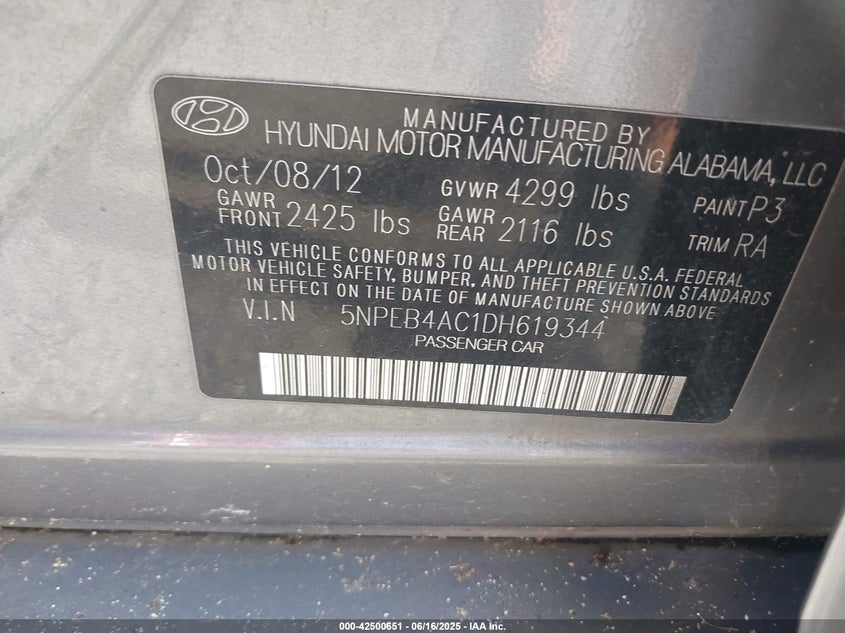 MANUFACTURED BY
HYUNDAI MOTOR MANUFACTURING ALABAMA, LLC
Oct/08/12 GVWR 4299 lbs PAINT P3
GAWR FRONT 2425 lbs GAWR REAR 2116 lbs TRIM RA
THIS VEHICLE CONFORMS TO ALL APPLICABLE U.S.A. FEDERAL
MOTOR VEHICLE SAFETY, BUMPER, AND THEFT PREVENTION STANDARDS
IN EFFECT ON THE DATE OF MANUFACTURE SHOWN ABOVE
V.I.N 5NPEB4AC1DH619344
PASSENGER CAR
000-42500651 - 06/16/2025 - IAA Inc.